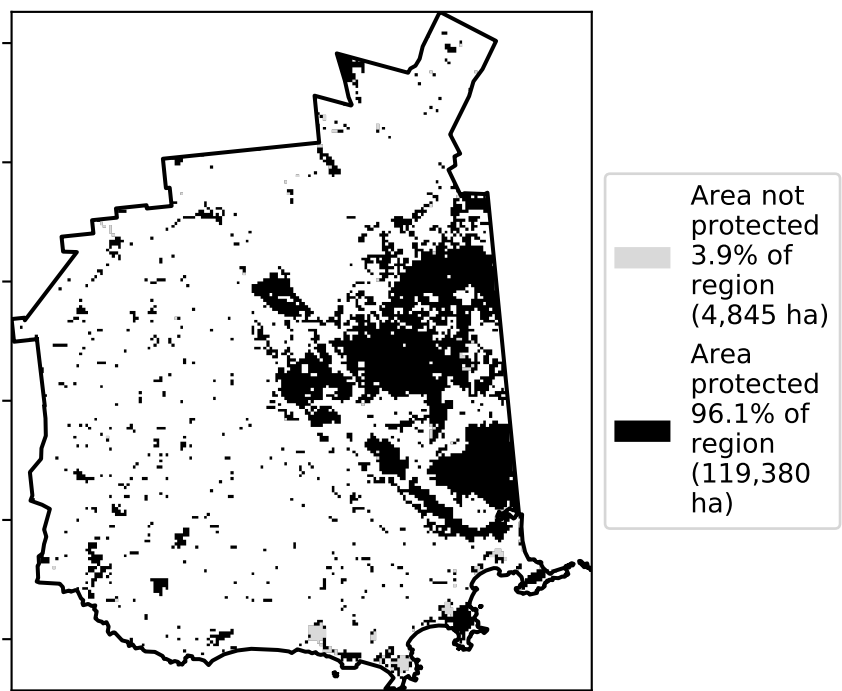 Area not
protected
3.9% of
region
(4,845 ha)
Area
protected
96.1% of
region
(119,380
ha)